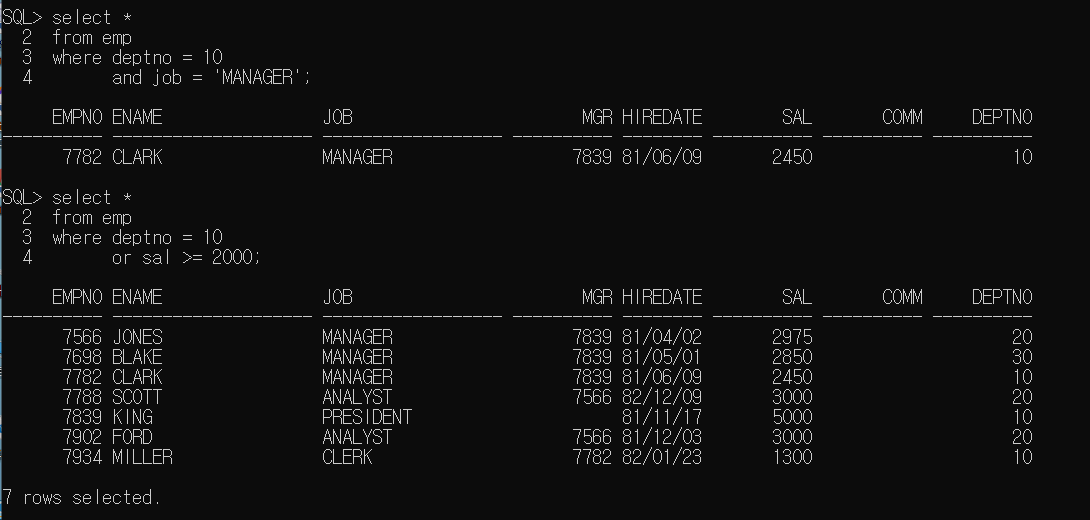 SQL> select *
  2  from emp
  3  where deptno = 10
  4        and job = 'MANAGER';
     EMPNO ENAME                JOB                       MGR HIREDATE        SAL       COMM     DEPTNO
---------- -------------------- ------------------ ---------- -------- ---------- ---------- ----------
      7782 CLARK                MANAGER                  7839 81/06/09       2450                    10
SQL> select *
  2  from emp
  3  where deptno = 10
  4        or sal >= 2000;
     EMPNO ENAME                JOB                       MGR HIREDATE        SAL       COMM     DEPTNO
---------- -------------------- ------------------ ---------- -------- ---------- ---------- ----------
      7566 JONES                MANAGER                  7839 81/04/02       2975                    20
      7698 BLAKE                MANAGER                  7839 81/05/01       2850                    30
      7782 CLARK                MANAGER                  7839 81/06/09       2450                    10
      7788 SCOTT                ANALYST                  7566 82/12/09       3000                    20
      7839 KING                 PRESIDENT                     81/11/17       5000                    10
      7902 FORD                 ANALYST                  7566 81/12/03       3000                    20
      7934 MILLER               CLERK                    7782 82/01/23       1300                    10
7 rows selected.